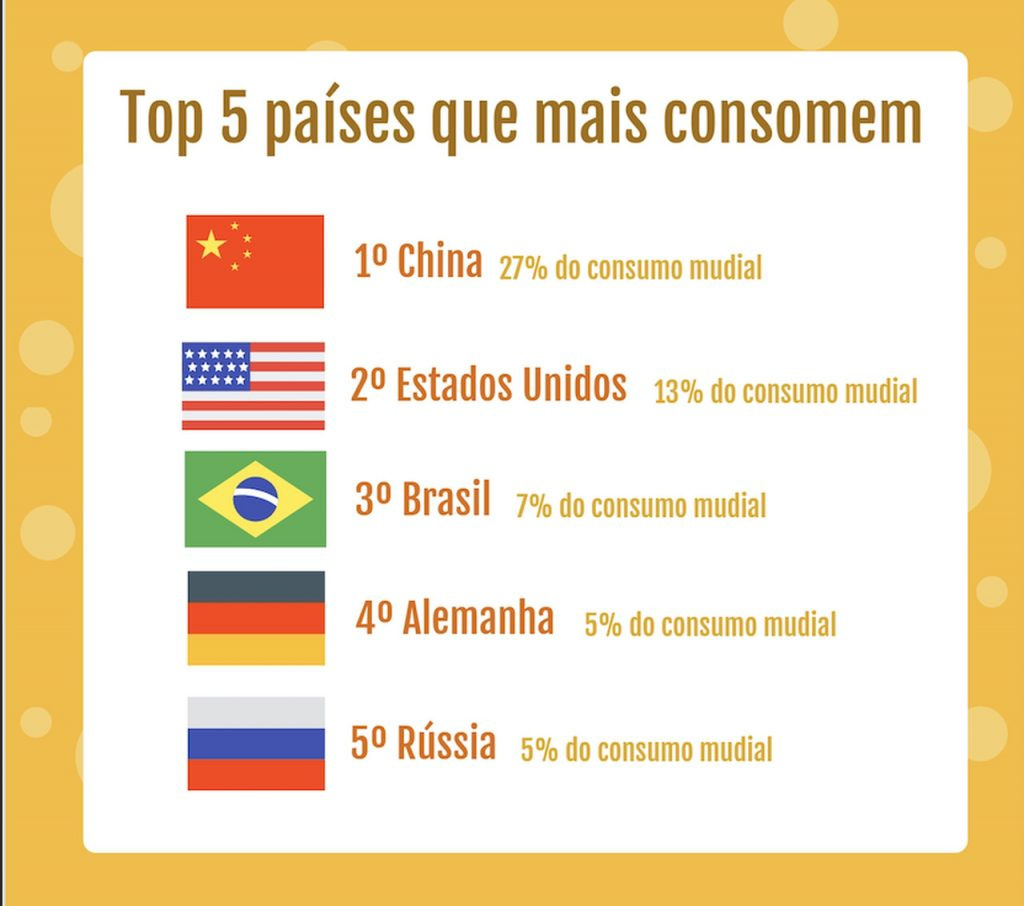 Top 5 países que mais consomem
1º China 27% do consumo mudial
2º Estados Unidos 13% do consumo mudial
3º Brasil 7% do consumo mudial
4º Alemanha 5% do consumo mudial
5º Rússia 5% do consumo mudial